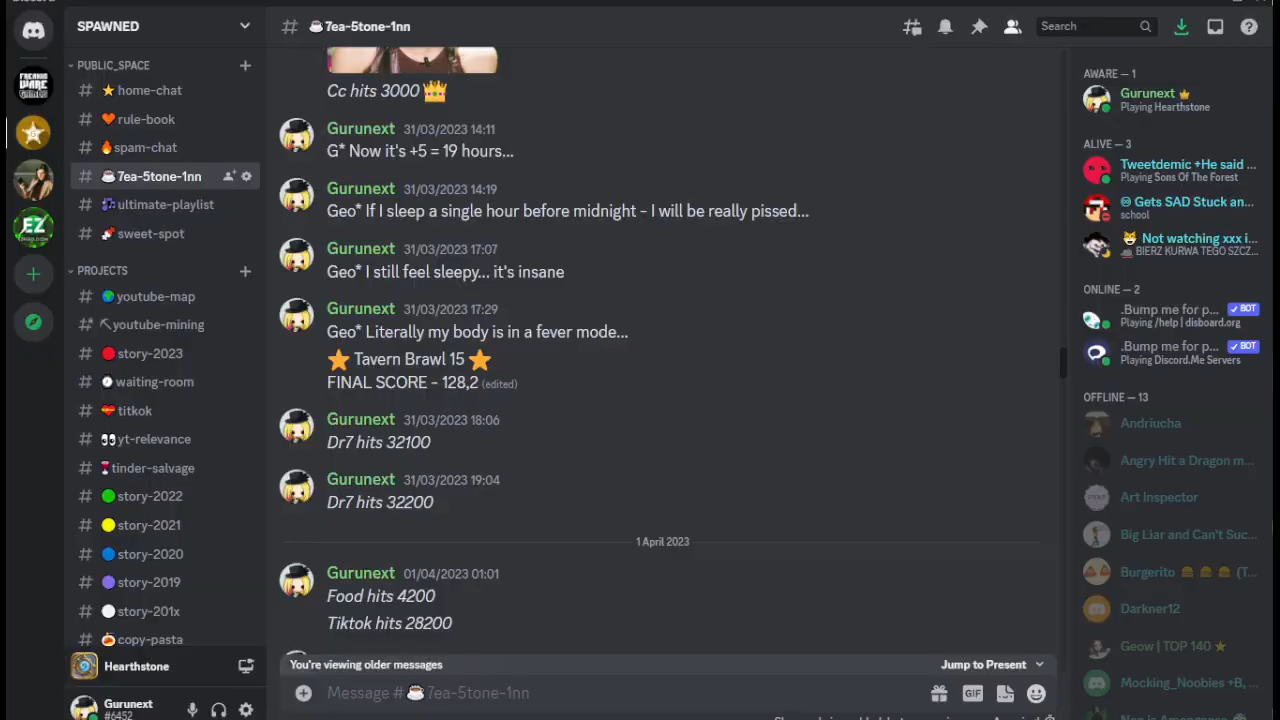 SPAWNED
PUBLIC_SPACE
# ⭐home-chat
# 🧡rule-book
# 🔥spam-chat
# ☕7ea-5tone-1nn
# 🎶ultimate-playlist
# sweet-spot
PROJECTS
# 🌍youtube-map
# ⛏youtube-mining
# 🔴story-2023
# waiting-room
# 💝titkok
# 👀yt-relevance
# 🍷tinder-salvage
# 🟢story-2022
# 🟡story-2021
# 🔵story-2020
# 🟣story-2019
# ⚪story-201x
# copy-pasta
Hearthstone
Gurunext
#6452
FREAKING
WARE
EZ
# ☕7ea-5tone-1nn
Search
Cc hits 3000 👑
Gurunext 31/03/2023 14:11
G* Now it's +5 = 19 hours...
Gurunext 31/03/2023 14:19
Geo* If I sleep a single hour before midnight - I will be really pissed...
Gurunext 31/03/2023 17:07
Geo* I still feel sleepy... it's insane
Gurunext 31/03/2023 17:29
Geo* Literally my body is in a fever mode...
⭐ Tavern Brawl 15 ⭐
FINAL SCORE - 128,2 (edited)
Gurunext 31/03/2023 18:06
Dr7 hits 32100
Gurunext 31/03/2023 19:04
Dr7 hits 32200
1 April 2023
Gurunext 01/04/2023 01:01
Food hits 4200
Tiktok hits 28200
You're viewing older messages
Jump to Present
Message # ☕7ea-5tone-1nn
GIF
AWARE — 1
Gurunext 👑
Playing Hearthstone
ALIVE — 3
Tweetdemic +He said ...
Playing Sons Of The Forest
♾ Gets SAD Stuck an...
school
Not watching xxx i...
BIERZ KURWA TEGO SZCZ...
ONLINE — 2
.Bump me for p... ✓ BOT
Playing /help | disboard.org
.Bump me for p... ✓ BOT
Playing Discord.Me Servers
OFFLINE — 13
Andriucha
Angry Hit a Dragon m...
Art Inspector
Big Liar and Can't Suc...
Burgerito 🍔 🍔 🍔 (T...
Darkner12
Geow | TOP 140 ⭐
Mocking_Noobies +B, ...